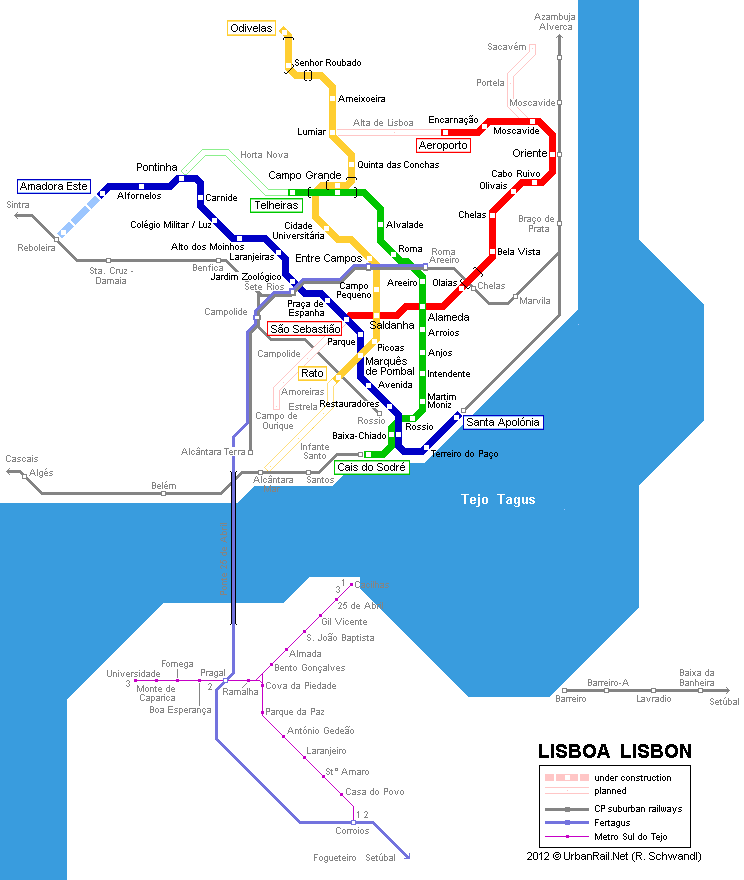 Azambuja
Alverca
Odivelas
Sacavém
Senhor Roubado
Portela
Ameixoeira
Moscavide
Alta de Lisboa
Encarnação
Lumiar
Moscavide
Aeroporto
Horta Nova
Oriente
Pontinha
Quinta das Conchas
Campo Grande
Cabo Ruivo
Amadora Este
Olivais
Alfornelos
Carnide
Telheiras
Sintra
Chelas
Colégio Militar / Luz
Alvalade
Braço de
Prata
Cidade
Universitária
Reboleira
Alto dos Moinhos
Roma
Roma
Areeiro
Bela Vista
Laranjeiras
Entre Campos
Benfica
Sta. Cruz -
Damaia
Jardim Zoológico
Sete Rios
Campo
Pequeno
Areeiro
Olaias
Chelas
Marvila
Praça de
Espanha
Campolide
São Sebastião
Saldanha
Alameda
Parque
Arroios
Picoas
Campolide
Marquês
de Pombal
Anjos
Rato
Intendente
Avenida
Amoreiras
Estrela
Restauradores
Martim
Moniz
Campo de
Ourique
Rossio
Rossio
Santa Apolónia
Baixa-Chiado
Infante
Santo
Alcântara Terra
Terreiro do Paço
Cascais
Cais do Sodré
Algés
Alcântara
Santos
Belém
Tejo Tagus
1
3
25 de Abril
Gil Vicente
S. João Baptista
Almada
Bento Gonçalves
Fomega
Universidade
Pragal
3
2
Monte de
Caparica
Ramalha
Cova da Piedade
Boa Esperança
Parque da Paz
Baixa da
Banheira
Barreiro-A
Barreiro
Lavradio
Setúbal
António Gedeão
Laranjeiro
Stº Amaro
Casa do Povo
1 2
Corroios
Fogueteiro Setúbal
LISBOA LISBON
under construction
planned
CP suburban railways
Fertagus
Metro Sul do Tejo
2012 © UrbanRail.Net (R. Schwandl)